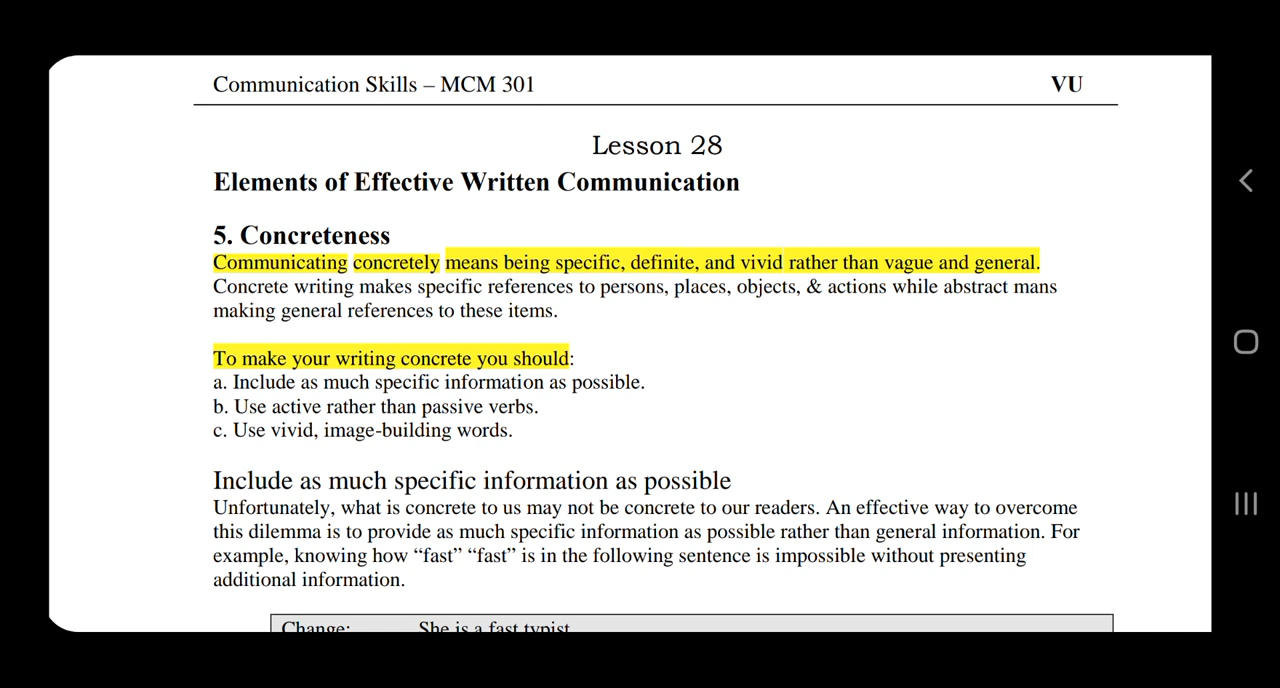 Communication Skills – MCM 301 VU
Lesson 28
Elements of Effective Written Communication
5. Concreteness
Communicating concretely means being specific, definite, and vivid rather than vague and general.
Concrete writing makes specific references to persons, places, objects, & actions while abstract mans
making general references to these items.
To make your writing concrete you should:
a. Include as much specific information as possible.
b. Use active rather than passive verbs.
c. Use vivid, image-building words.
Include as much specific information as possible
Unfortunately, what is concrete to us may not be concrete to our readers. An effective way to overcome
this dilemma is to provide as much specific information as possible rather than general information. For
example, knowing how “fast” “fast” is in the following sentence is impossible without presenting
additional information.
Change: She is a fast typist